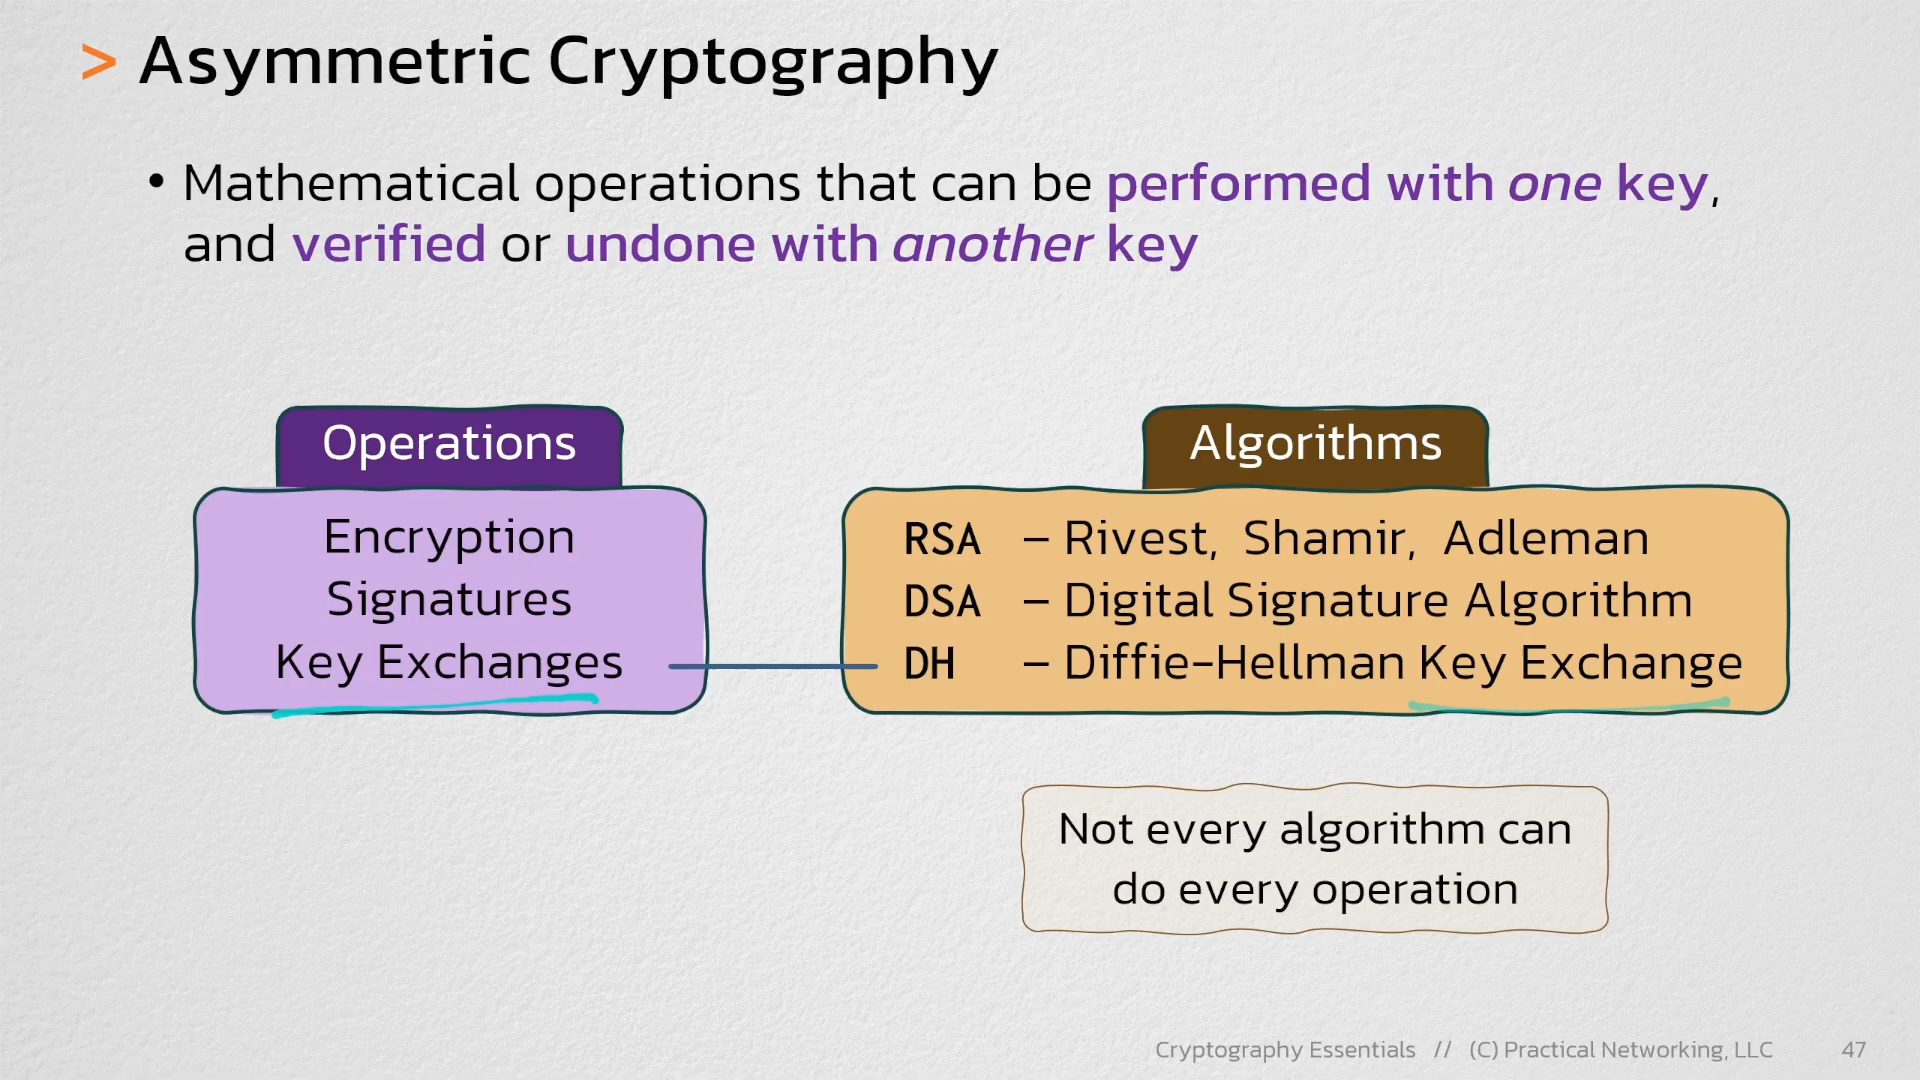 > Asymmetric Cryptography
• Mathematical operations that can be performed with one key,
and verified or undone with another key
Operations
Encryption
Signatures
Key Exchanges
Algorithms
RSA – Rivest, Shamir, Adleman
DSA – Digital Signature Algorithm
DH – Diffie-Hellman Key Exchange
Not every algorithm can
do every operation
Cryptography Essentials // (C) Practical Networking, LLC 47